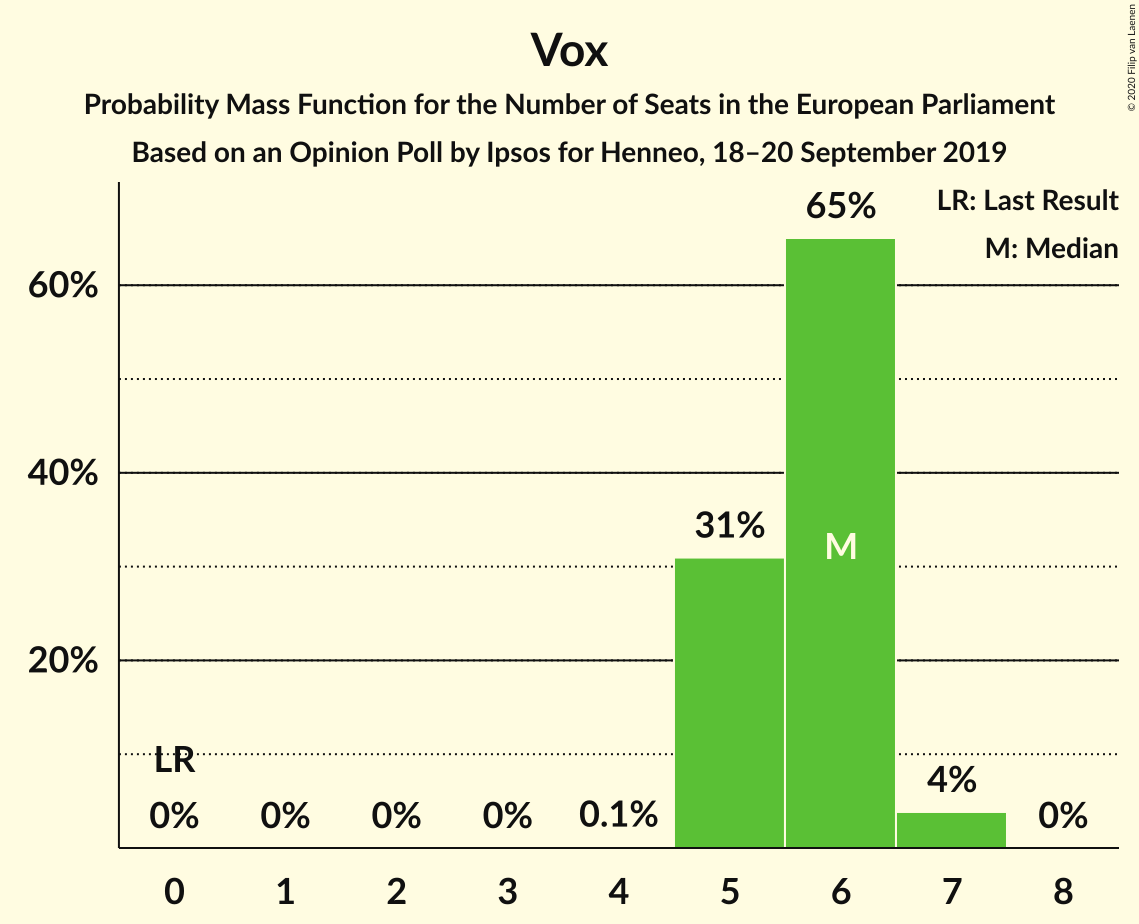 Vox
Probability Mass Function for the Number of Seats in the European Parliament
Based on an Opinion Poll by Ipsos for Henneo, 18–20 September 2019
© 2020 Filip van Laenen
LR: Last Result
M: Median
60%
40%
20%
65%
31%
M
LR
0%
0%
0%
0%
0.1%
4%
0%
0
1
2
3
4
5
6
7
8